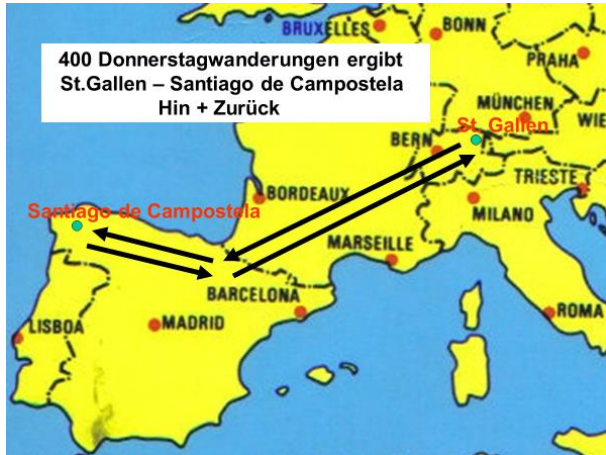 BRUXELLES
BONN
400 Donnerstagwanderungen ergibt
St.Gallen – Santiago de Campostela
Hin + Zurück
PRAHA
MÜNCHEN
St. Gallen
WIE
BERN
TRIESTE
BORDEAUX
Santiago de Campostela
MILANO
MARSEILLE
BARCELONA
ROMA
LISBOA
MADRID